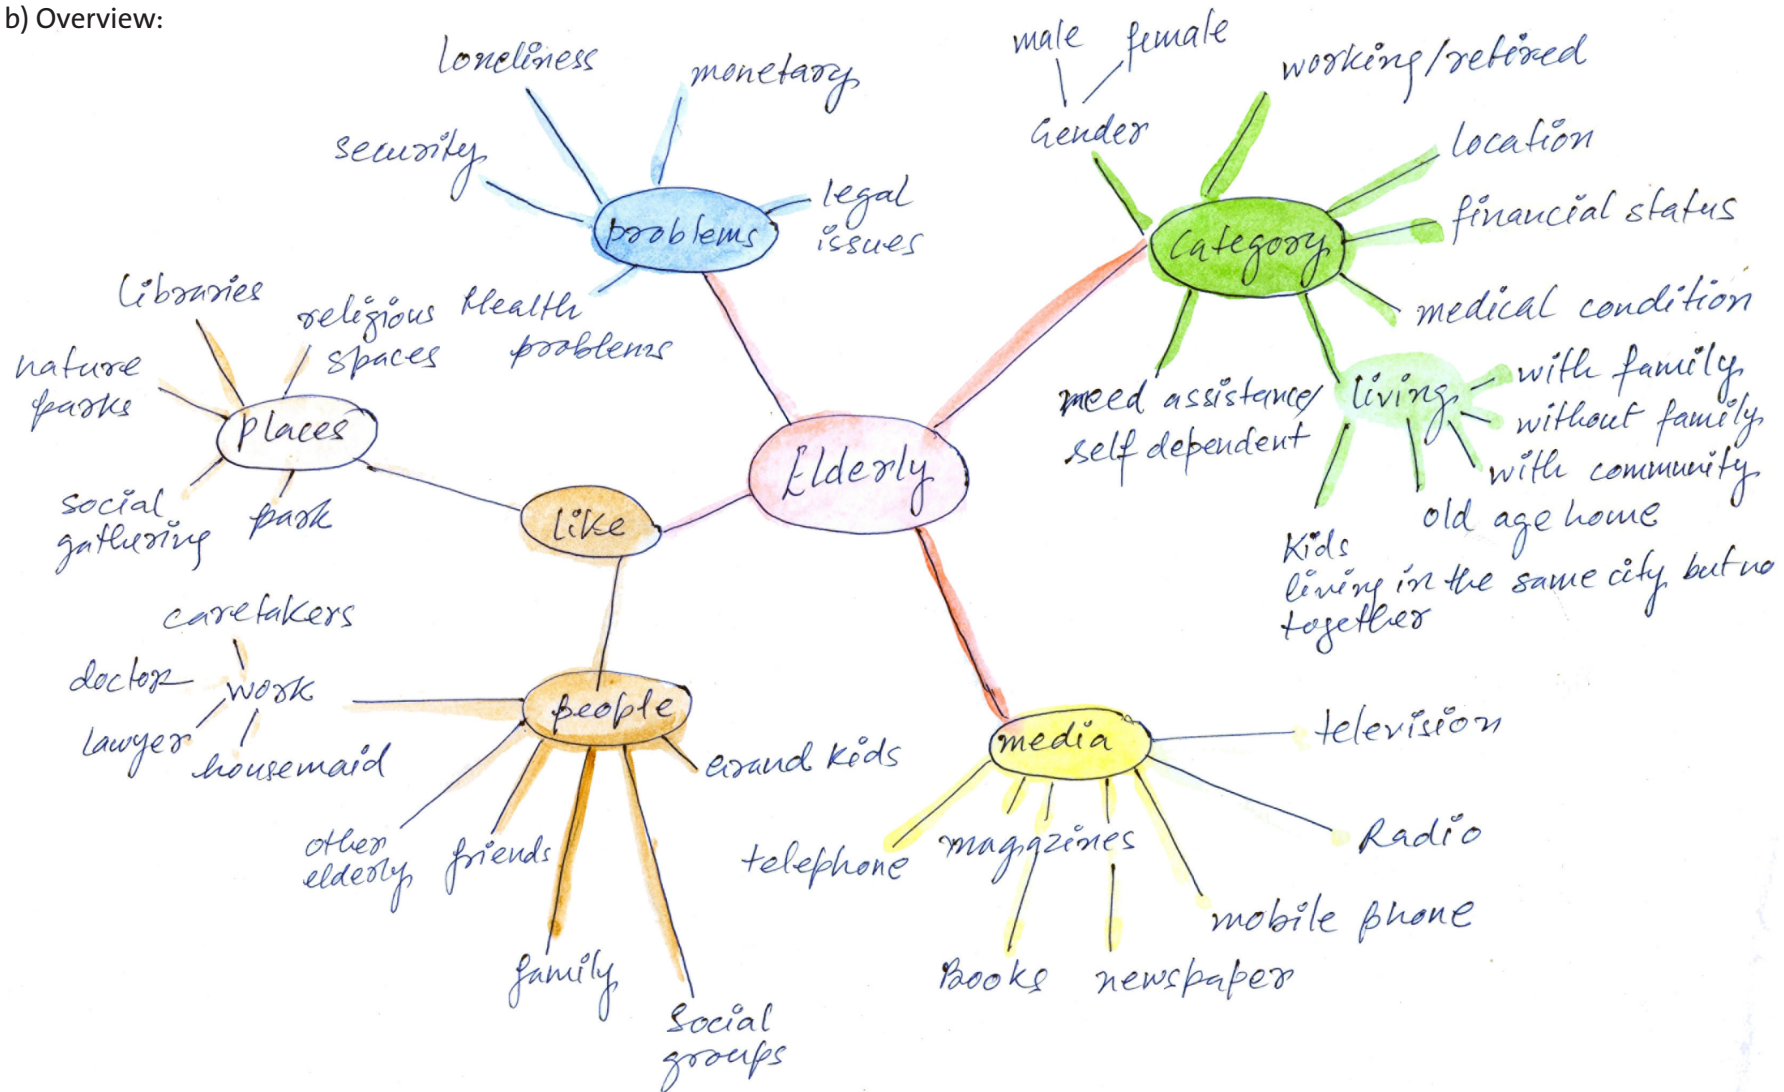 b) Overview:
loneliness
monetary
security
legal
issues
problems
Health
problems
male
female
Gender
working/retired
location
financial status
category
medical condition
need assistance/
self dependent
living
with family
without family
with community
old age home
Kids
living in the same city but no
together
Libraries
religious
spaces
nature
parks
places
social
gathering
park
like
Elderly
caretakers
doctor
work
lawyer
housemaid
people
Grand Kids
other
elderly
friends
family
Social
groups
media
television
Radio
telephone
magazines
mobile phone
Books
newspaper